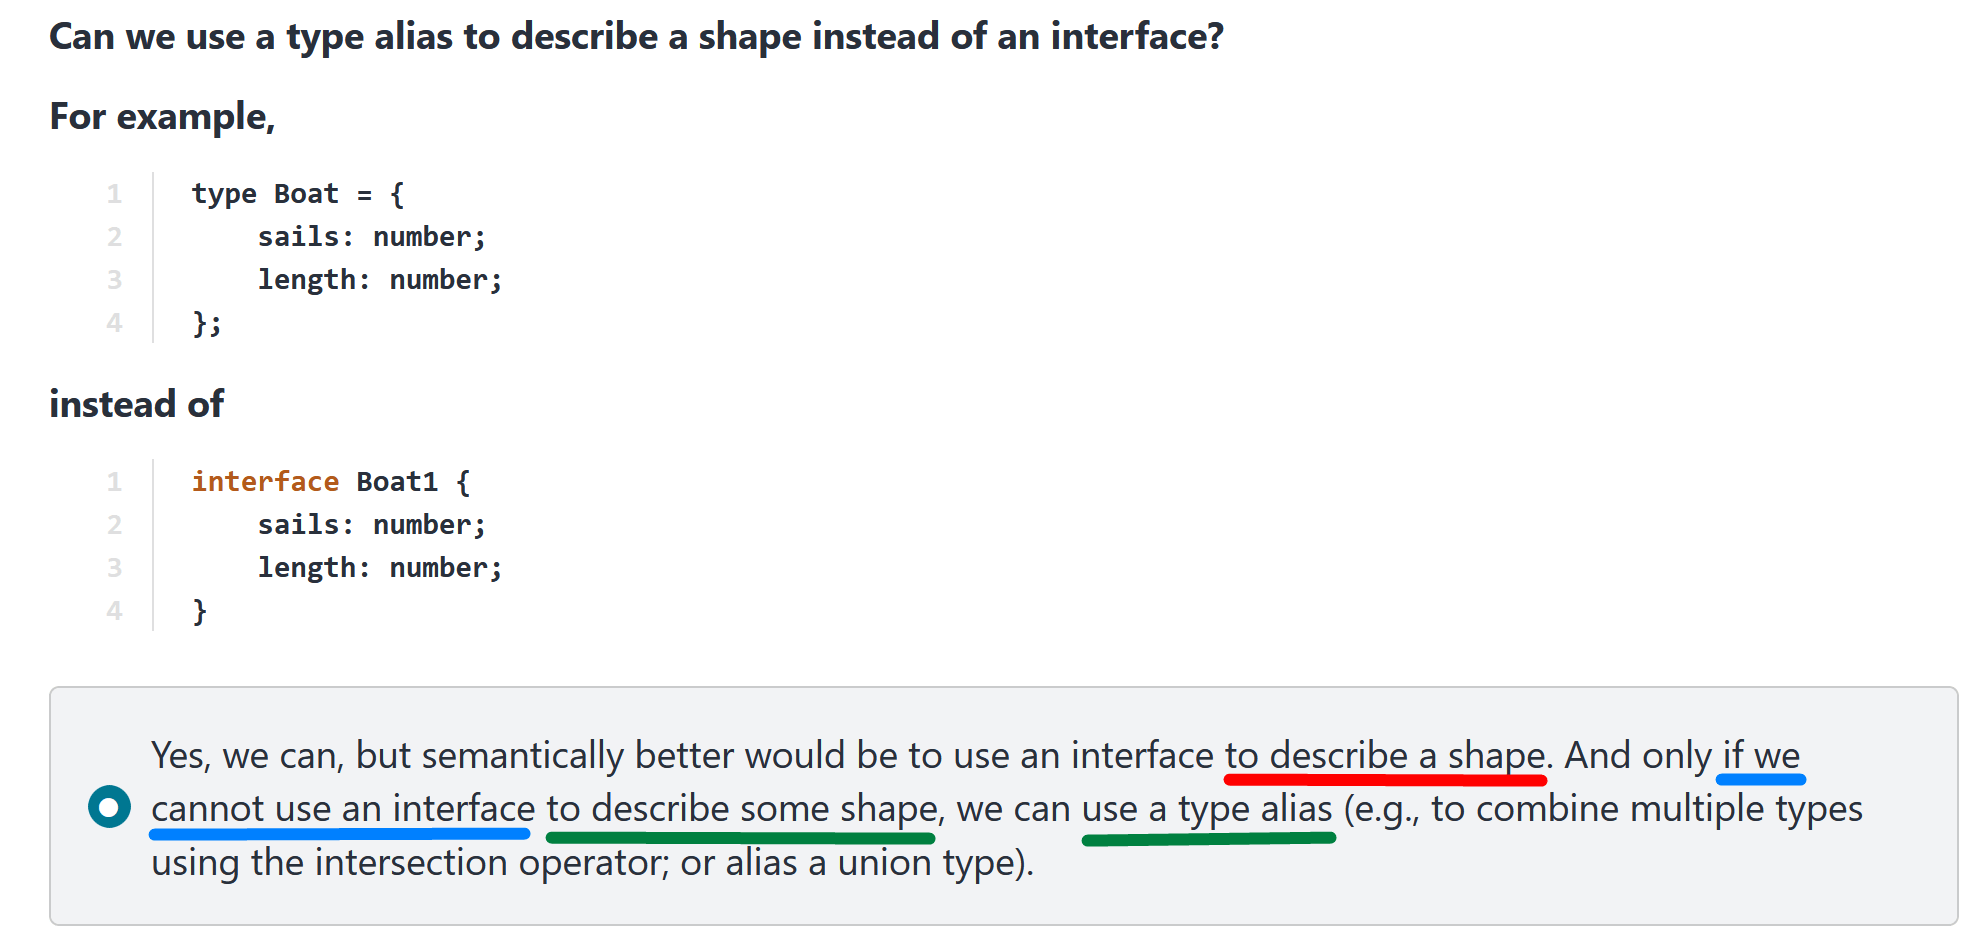 Can we use a type alias to describe a shape instead of an interface?
For example,
1 type Boat = {
2 sails: number;
3 length: number;
4 };
instead of
1 interface Boat1 {
2 sails: number;
3 length: number;
4 }
Yes, we can, but semantically better would be to use an interface to describe a shape. And only if we
cannot use an interface to describe some shape, we can use a type alias (e.g., to combine multiple types
using the intersection operator; or alias a union type).